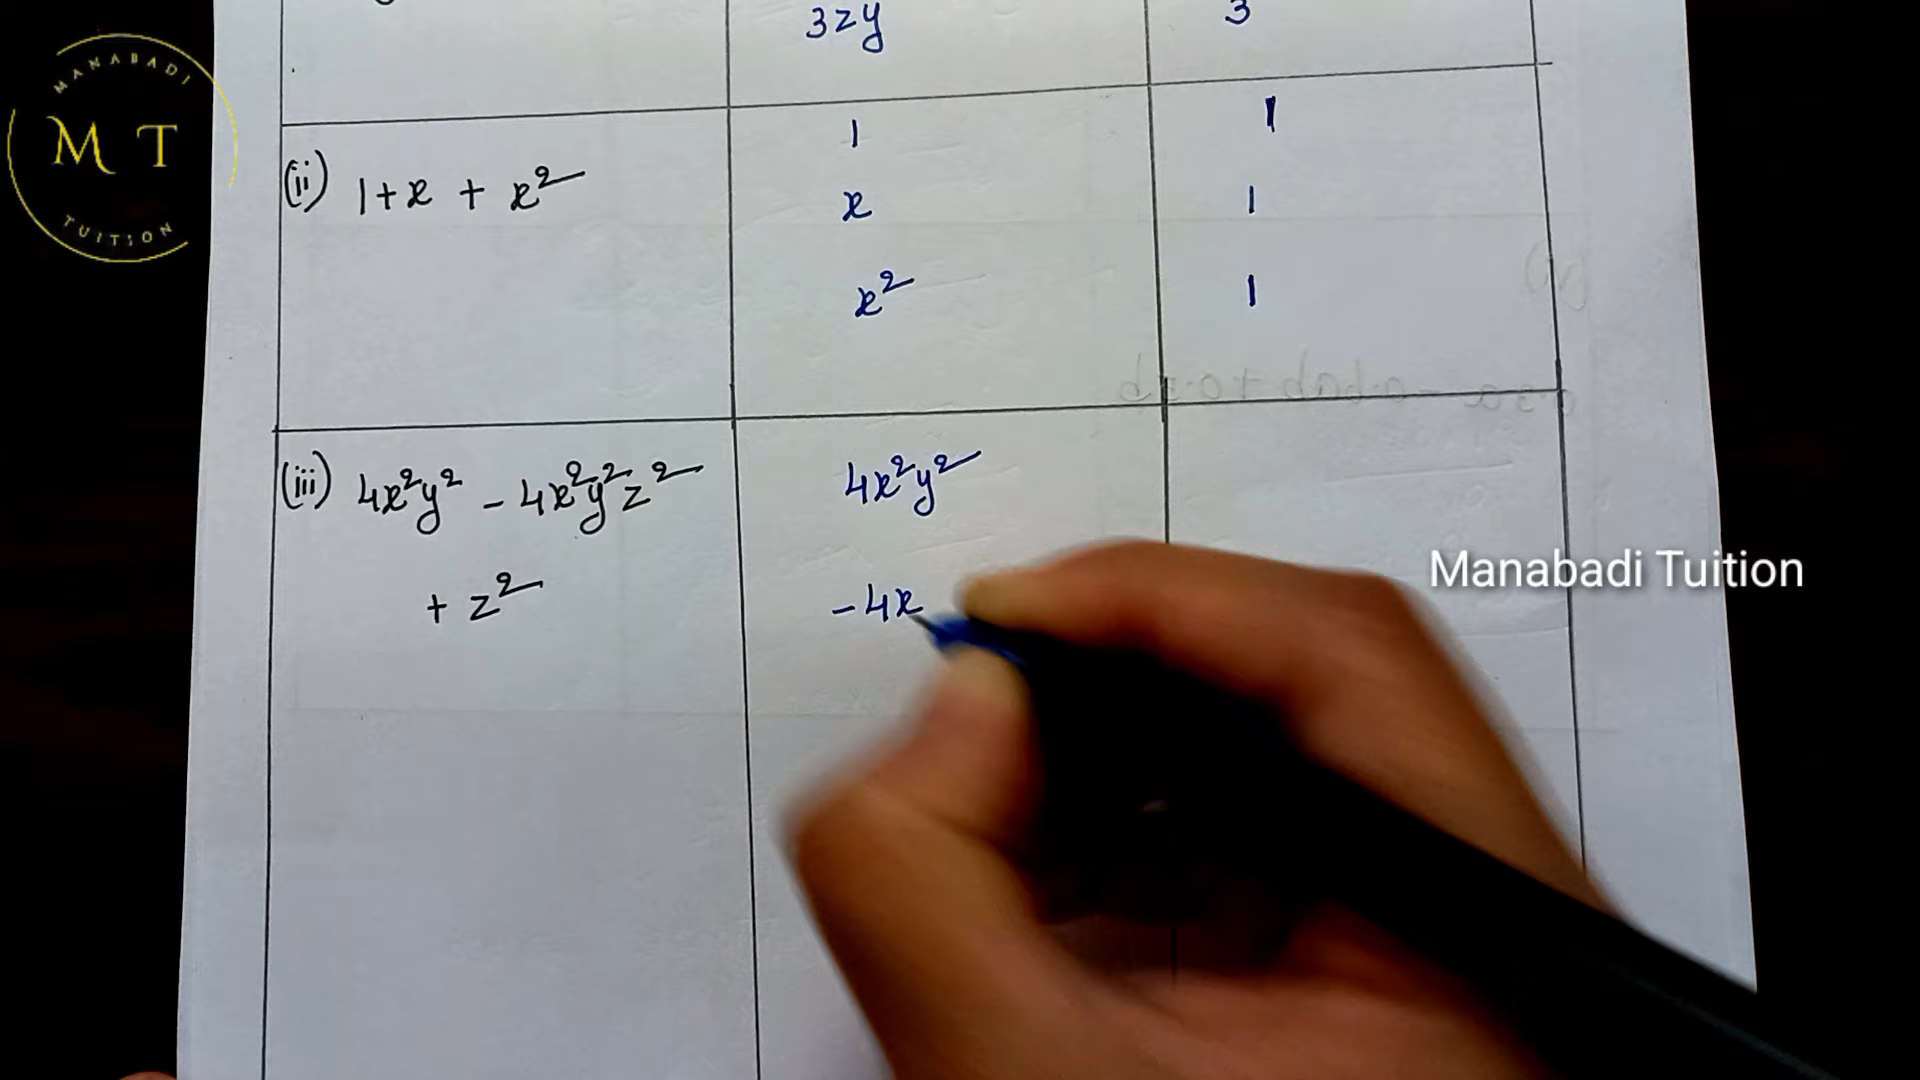 MANABADI
M T
TUITION
3zy 3
1 1
(ii) 1 + x + x²
x 1
x² 1
(iii) 4x²y² - 4x²y²z² 4x²y²
+ z² -4x
Manabadi Tuition